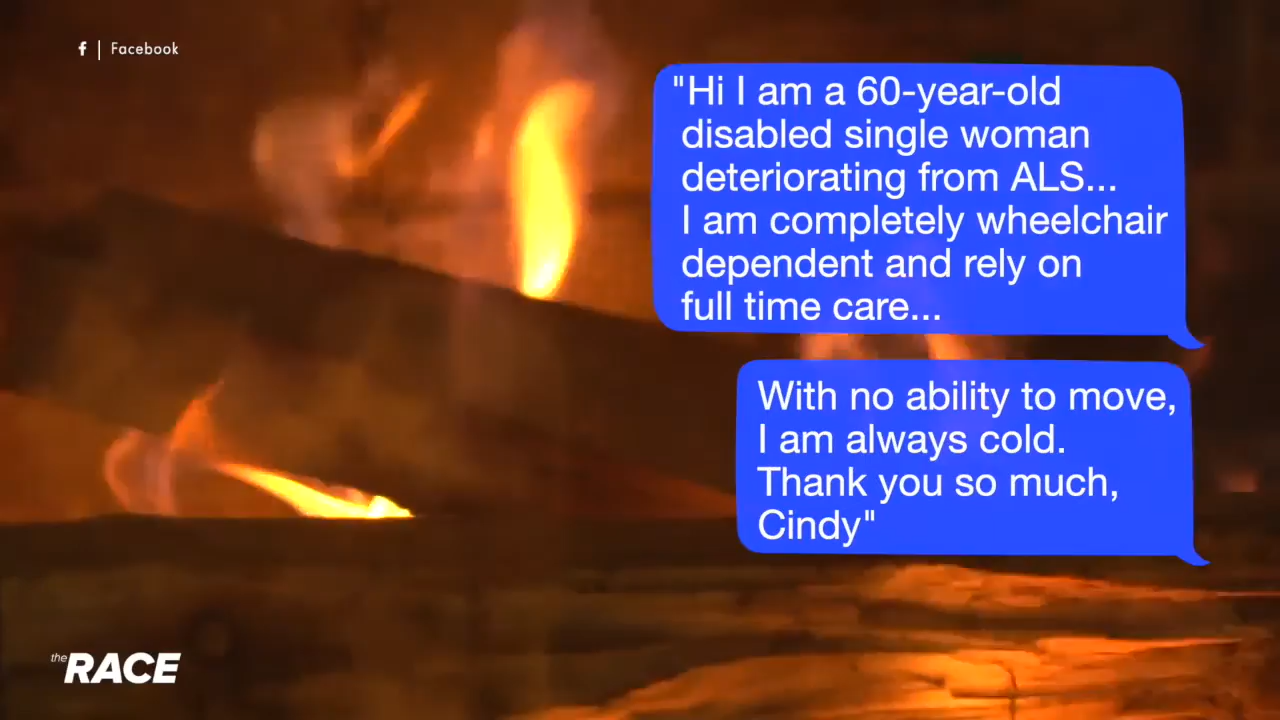 f | Facebook
"Hi I am a 60-year-old
disabled single woman
deteriorating from ALS...
I am completely wheelchair
dependent and rely on
full time care...
With no ability to move,
I am always cold.
Thank you so much,
Cindy"
the RACE